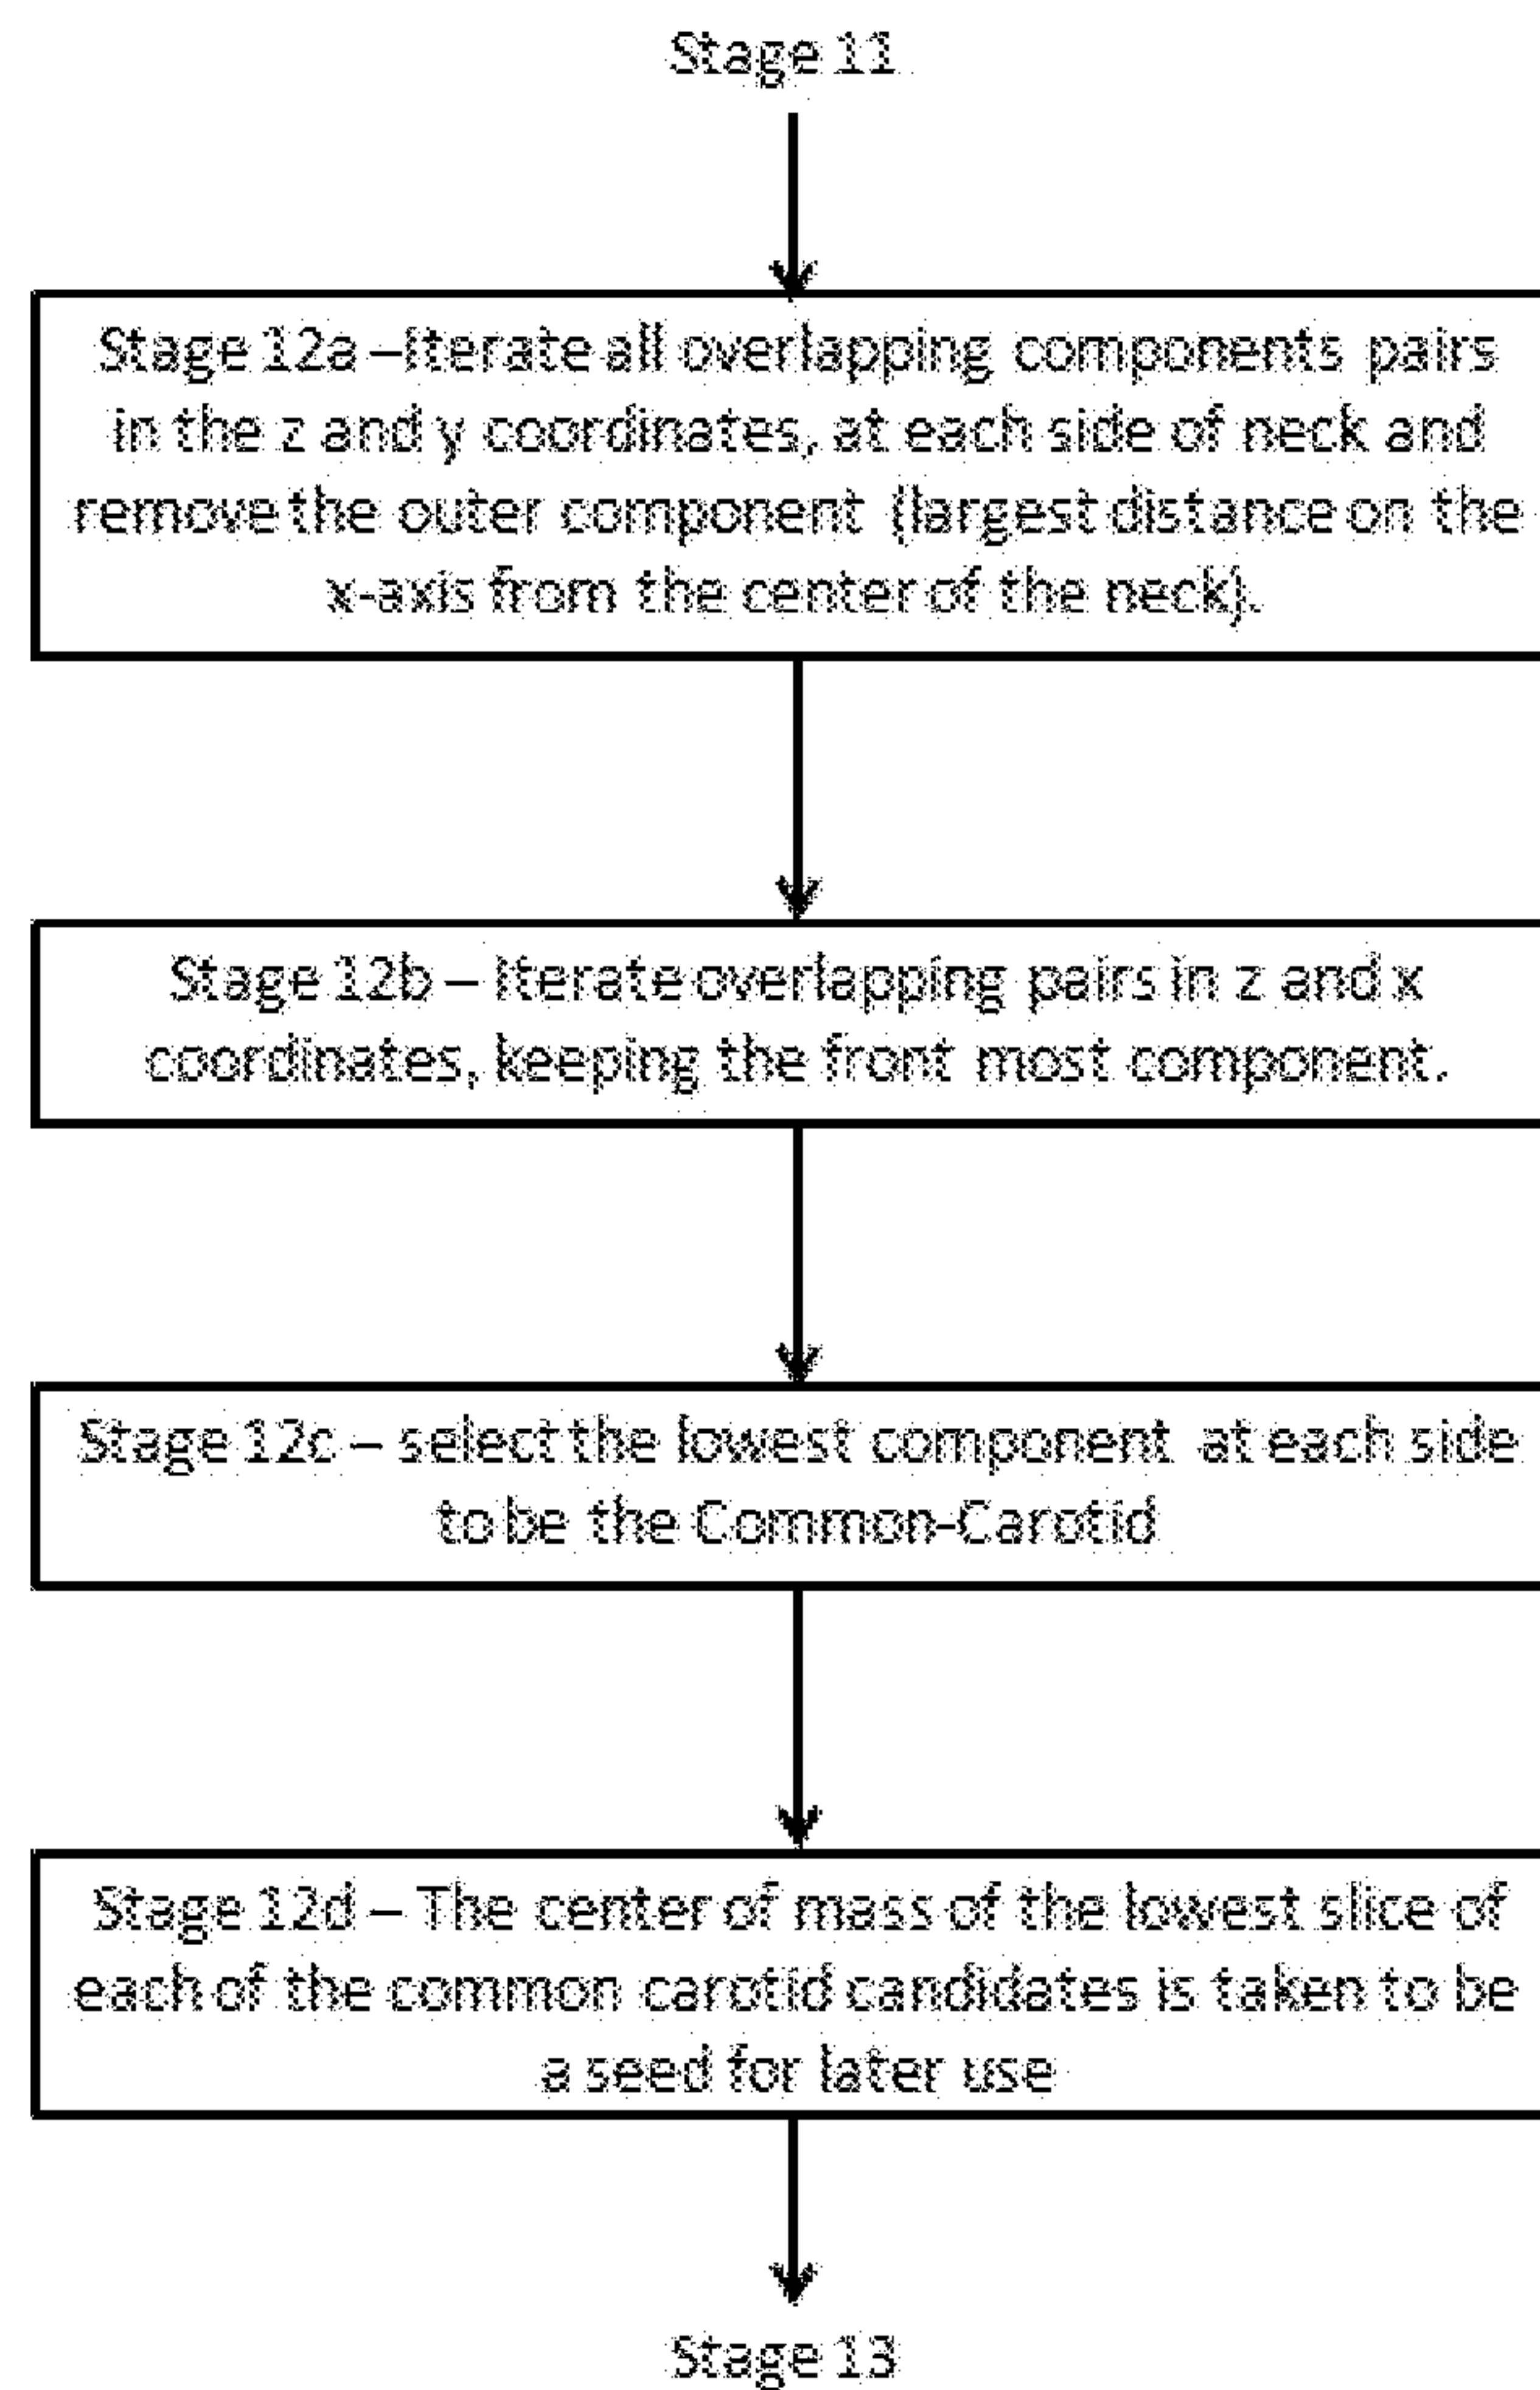 Stage 11
Stage 12a –Iterate all overlapping components pairs
in the z and y coordinates, at each side of neck and
remove the outer component (largest distance on the
x-axis from the center of the neck).
Stage 12b – Iterate overlapping pairs in z and x
coordinates, keeping the front most component.
Stage 12c – select the lowest component at each side
to be the Common-Carotid
Stage 12d – The center of mass of the lowest slice of
each of the common carotid candidates is taken to be
a seed for later use
Stage 13